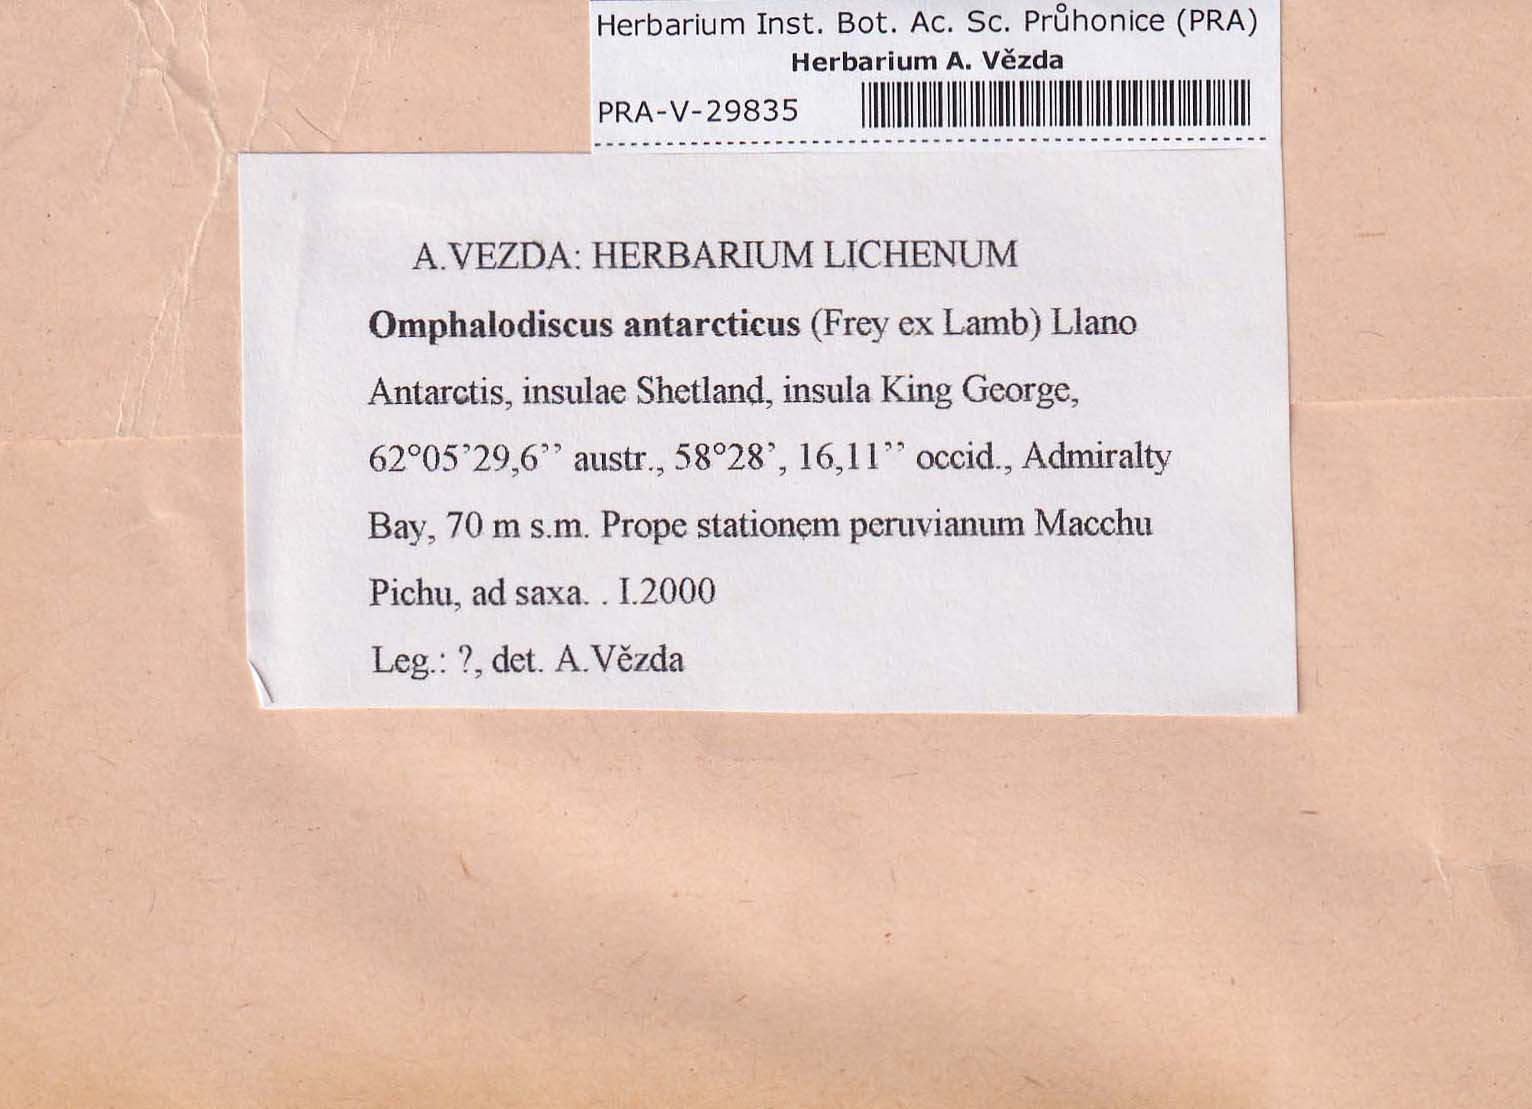 Herbarium Inst. Bot. Ac. Sc. Průhonice (PRA)
Herbarium A. Vězda
PRA-V-29835
A.VEZDA: HERBARIUM LICHENUM
Omphalodiscus antarcticus (Frey ex Lamb) Llano
Antarctis, insulae Shetland, insula King George,
62°05’29,6’’ austr., 58°28’, 16,11’’ occid., Admiralty
Bay, 70 m s.m. Prope stationem peruvianum Macchu
Pichu, ad saxa. . I.2000
Leg.: ?, det. A.Vězda